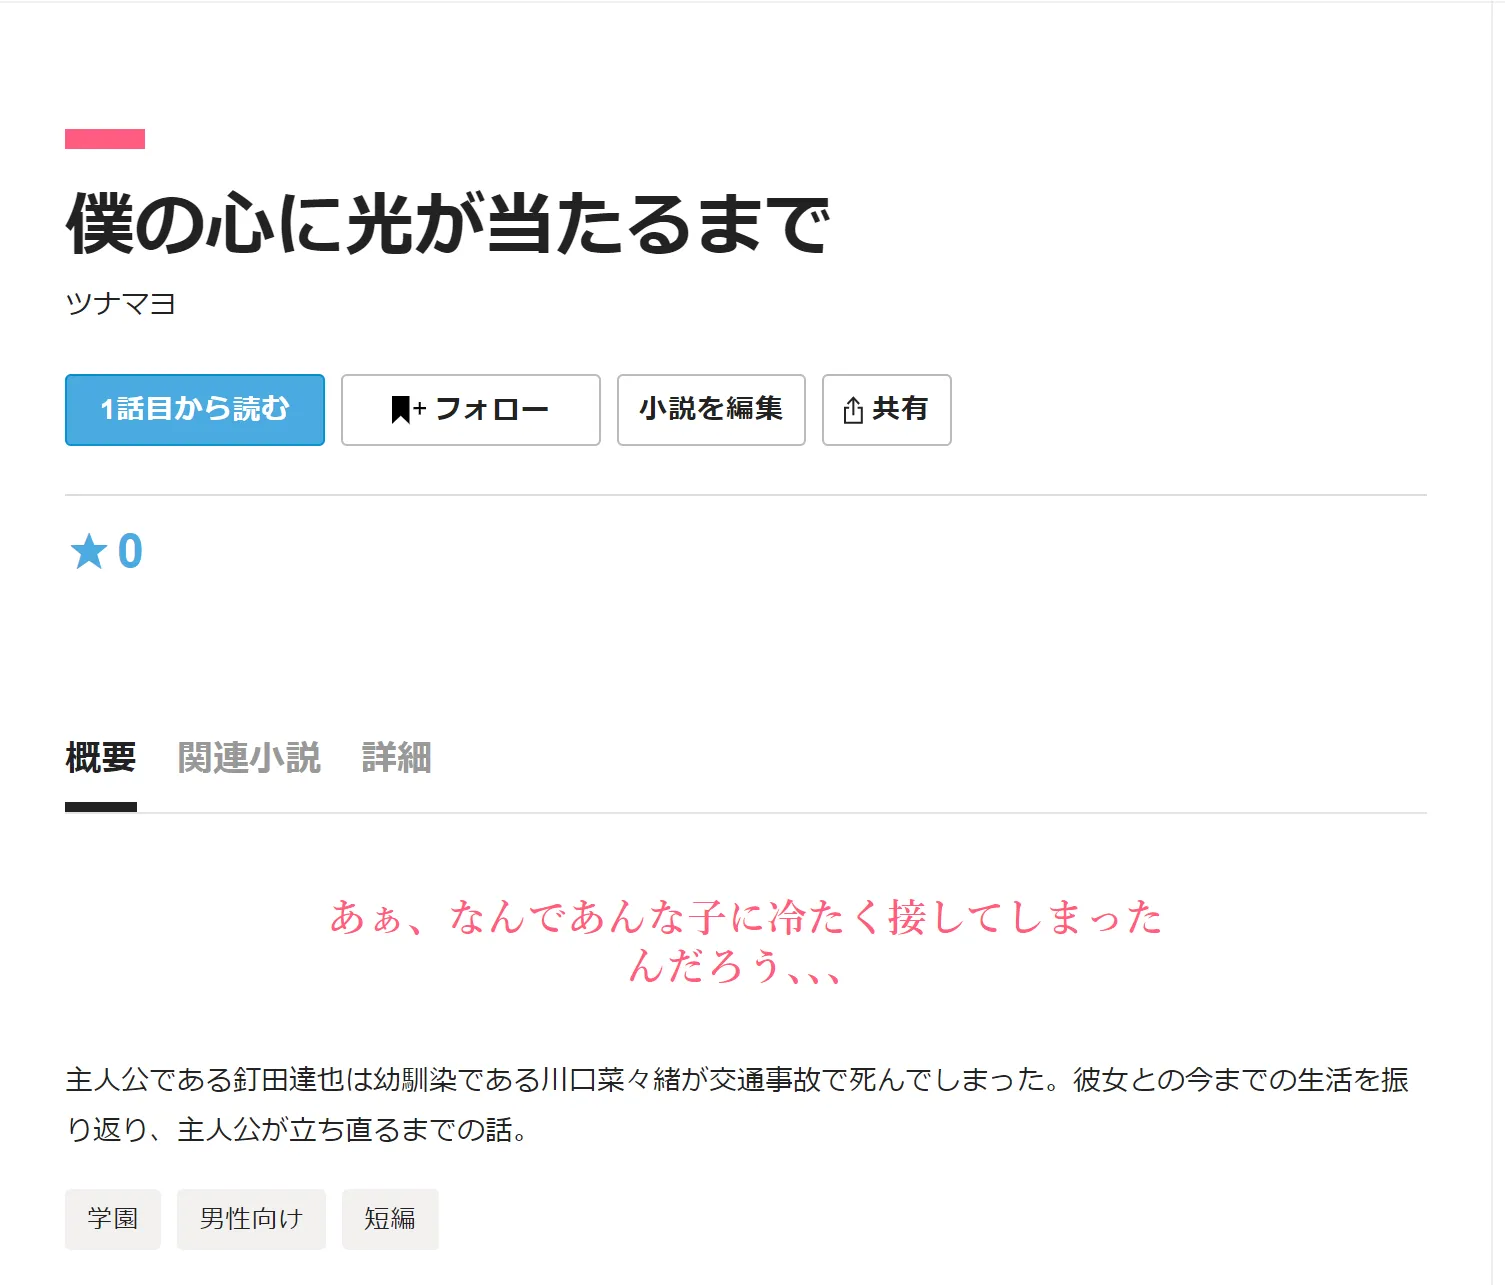 僕の心に光が当たるまで
ツナマヨ
1話目から読む
フォロー
小説を編集
共有
★0
概要 関連小説 詳細
あぁ、なんであんな子に冷たく接してしまった
んだろう、、、
主人公である釘田達也は幼馴染である川口菜々緒が交通事故で死んでしまった。彼女との今までの生活を振
り返り、主人公が立ち直るまでの話。
学園 男性向け 短編